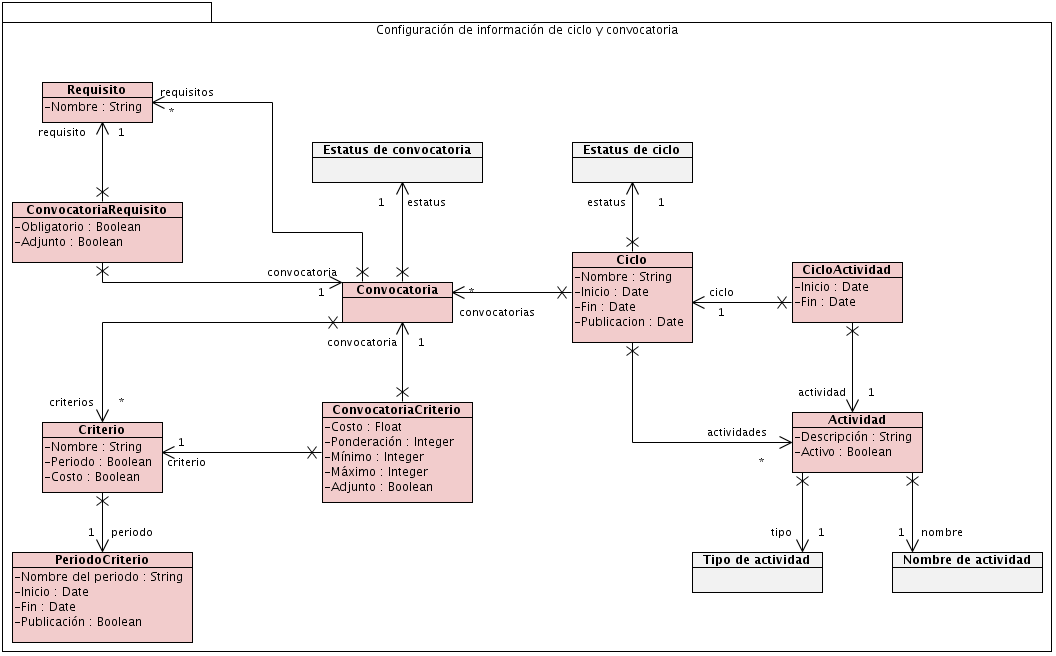 Configuración de información de ciclo y convocatoria
Requisito
-Nombre : String
requisitos
*
requisito
1
ConvocatoriaRequisito
-Obligatorio : Boolean
-Adjunto : Boolean
Estatus de convocatoria
1
estatus
Estatus de ciclo
estatus
1
convocatoria
1
Convocatoria
*
convocatorias
Ciclo
-Nombre : String
-Inicio : Date
-Fin : Date
-Publicacion : Date
ciclo
1
CicloActividad
-Inicio : Date
-Fin : Date
convocatoria
1
criterios
*
actividad
1
Criterio
-Nombre : String
-Periodo : Boolean
-Costo : Boolean
1
criterio
ConvocatoriaCriterio
-Costo : Float
-Ponderación : Integer
-Mínimo : Integer
-Máximo : Integer
-Adjunto : Boolean
actividades
*
Actividad
-Descripción : String
-Activo : Boolean
1
periodo
tipo
1
1
nombre
PeriodoCriterio
-Nombre del periodo : String
-Inicio : Date
-Fin : Date
-Publicación : Boolean
Tipo de actividad
Nombre de actividad